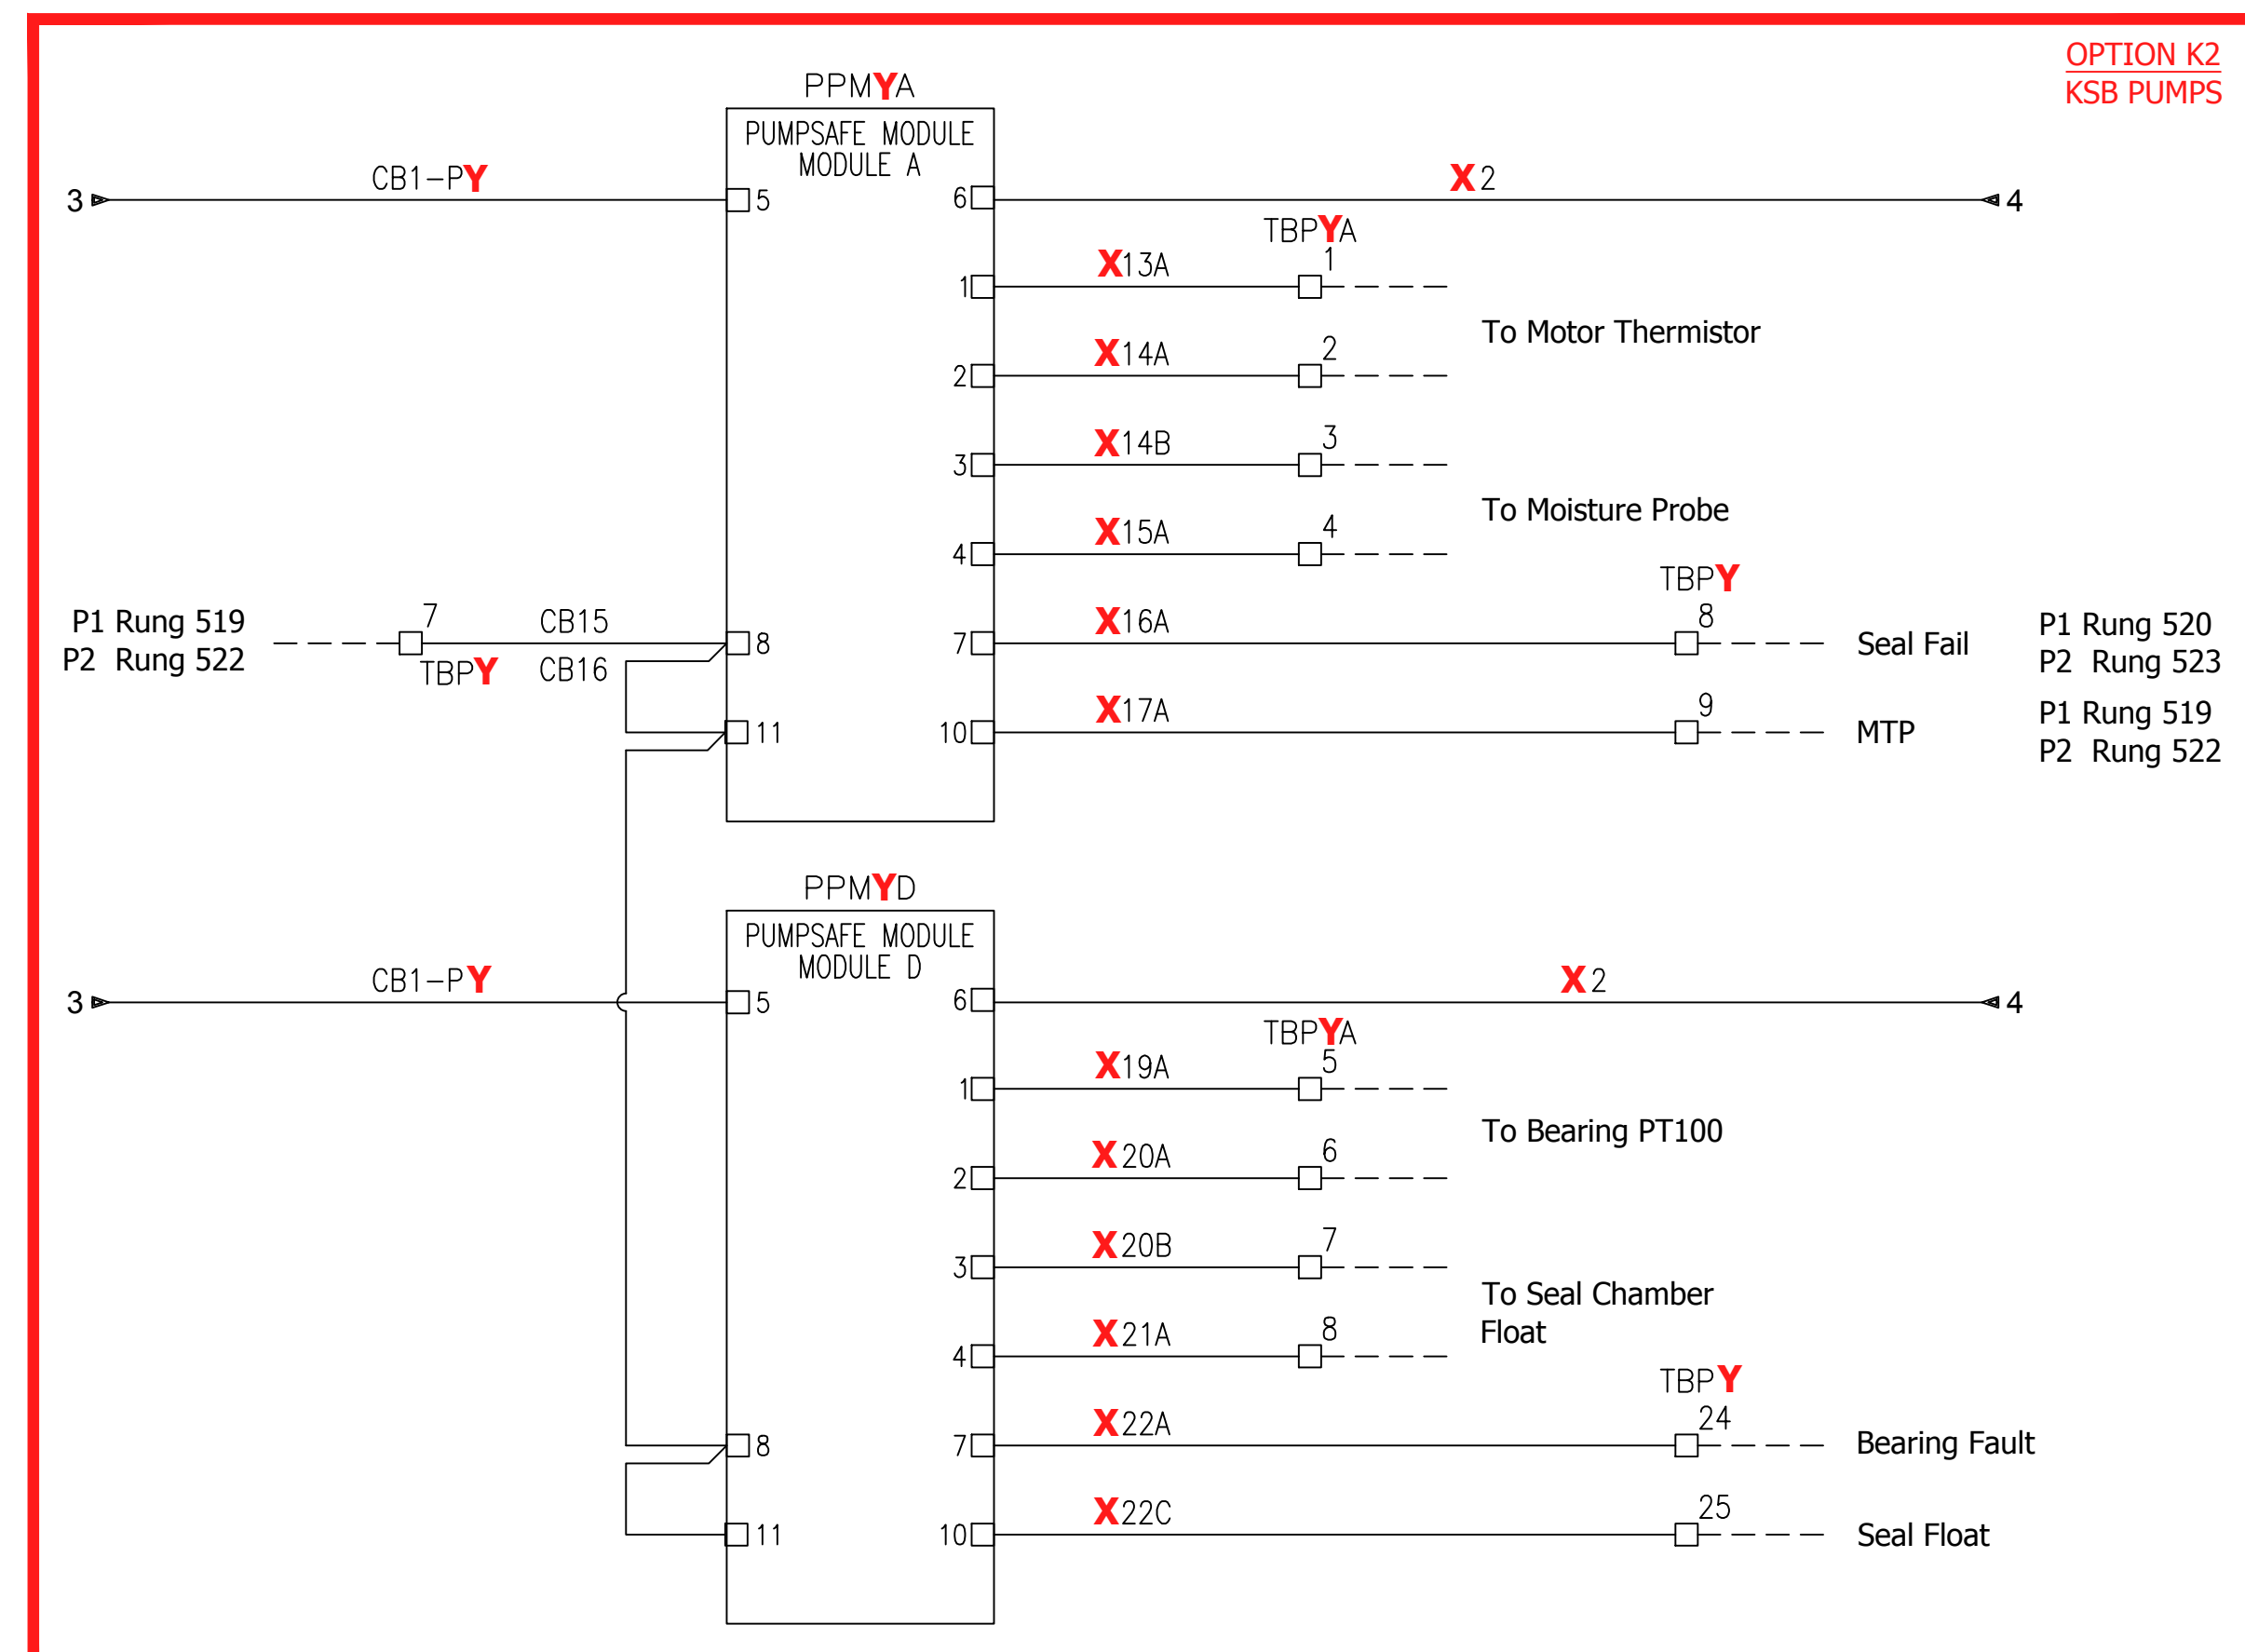 OPTION K2
KSB PUMPS
PPMYA
PUMPSAFE MODULE
MODULE A
3
CB1-PY
5
6
X2
4
TBPYA
1
X13A
1
To Motor Thermistor
2
X14A
2
3
X14B
3
To Moisture Probe
4
X15A
4
P1 Rung 519
P2 Rung 522
7
TBPY
CB15
CB16
8
7
X16A
TBPY
8
Seal Fail
P1 Rung 520
P2 Rung 523
11
10
X17A
9
MTP
P1 Rung 519
P2 Rung 522
PPMYD
PUMPSAFE MODULE
MODULE D
3
CB1-PY
5
6
X2
4
TBPYA
1
X19A
5
To Bearing PT100
2
X20A
6
3
X20B
7
To Seal Chamber
Float
4
X21A
8
TBPY
8
7
X22A
24
Bearing Fault
11
10
X22C
25
Seal Float